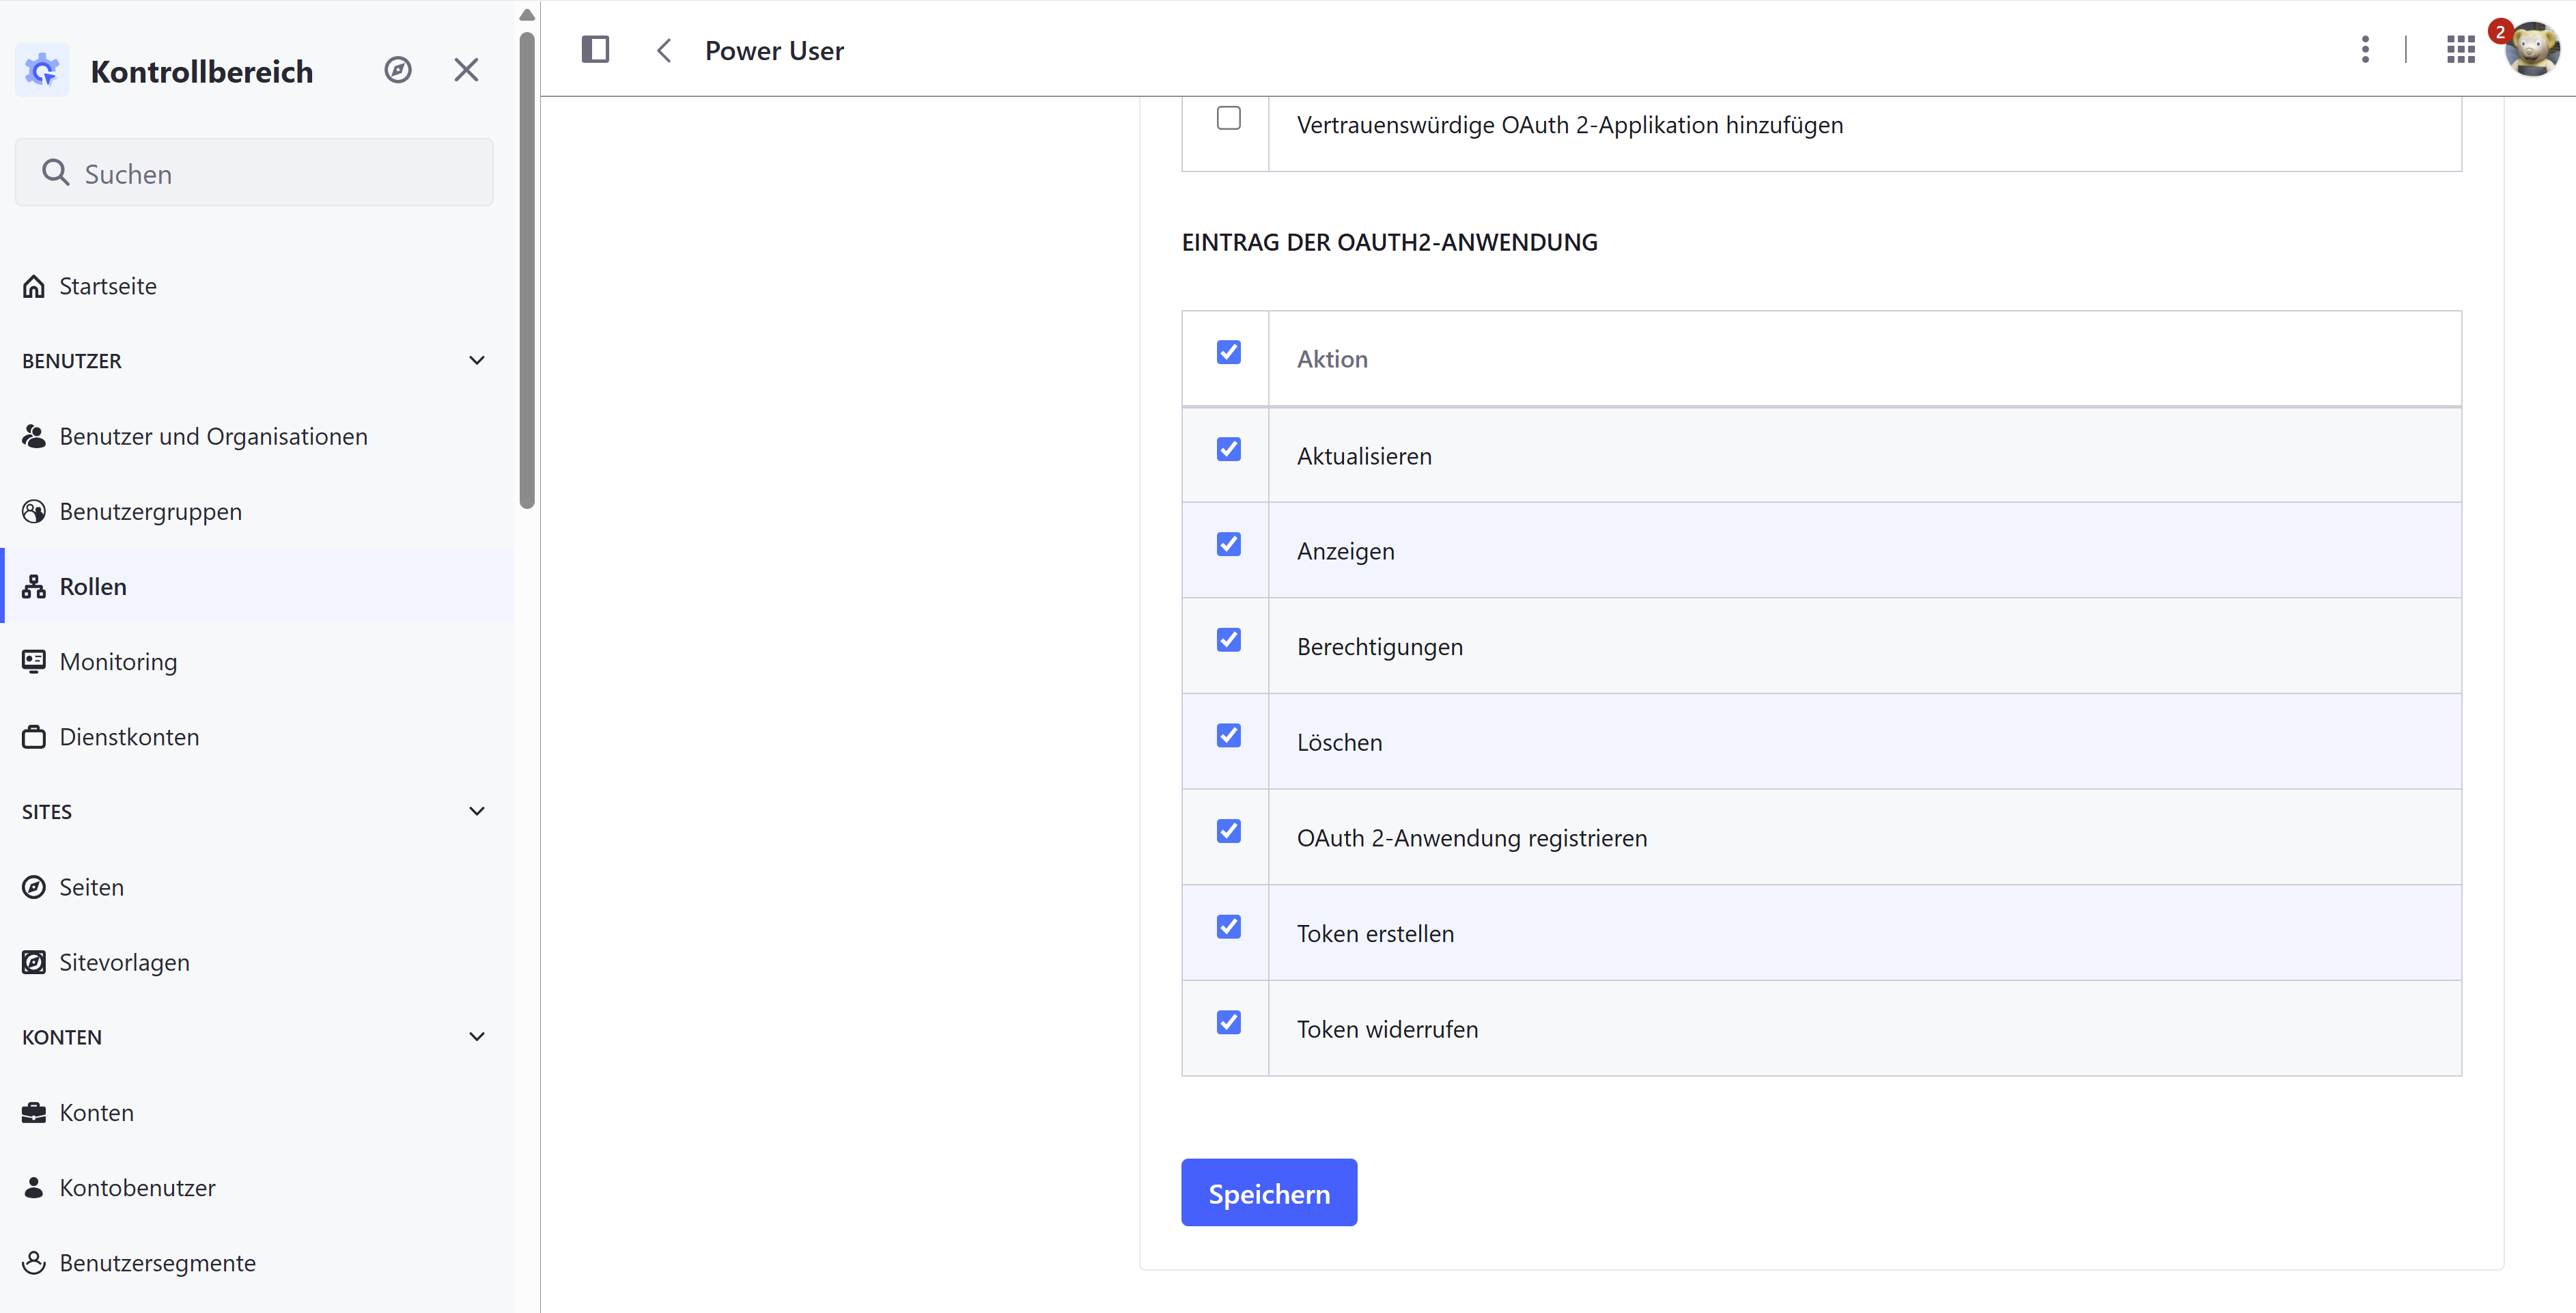 Kontrollbereich
Suchen
Startseite
BENUTZER
Benutzer und Organisationen
Benutzergruppen
Rollen
Monitoring
Dienstkonten
SITES
Seiten
Sitevorlagen
KONTEN
Konten
Kontobenutzer
Benutzersegmente
Power User
2
Vertrauenswürdige OAuth 2-Applikation hinzufügen
EINTRAG DER OAUTH2-ANWENDUNG
Aktion
Aktualisieren
Anzeigen
Berechtigungen
Löschen
OAuth 2-Anwendung registrieren
Token erstellen
Token widerrufen
Speichern